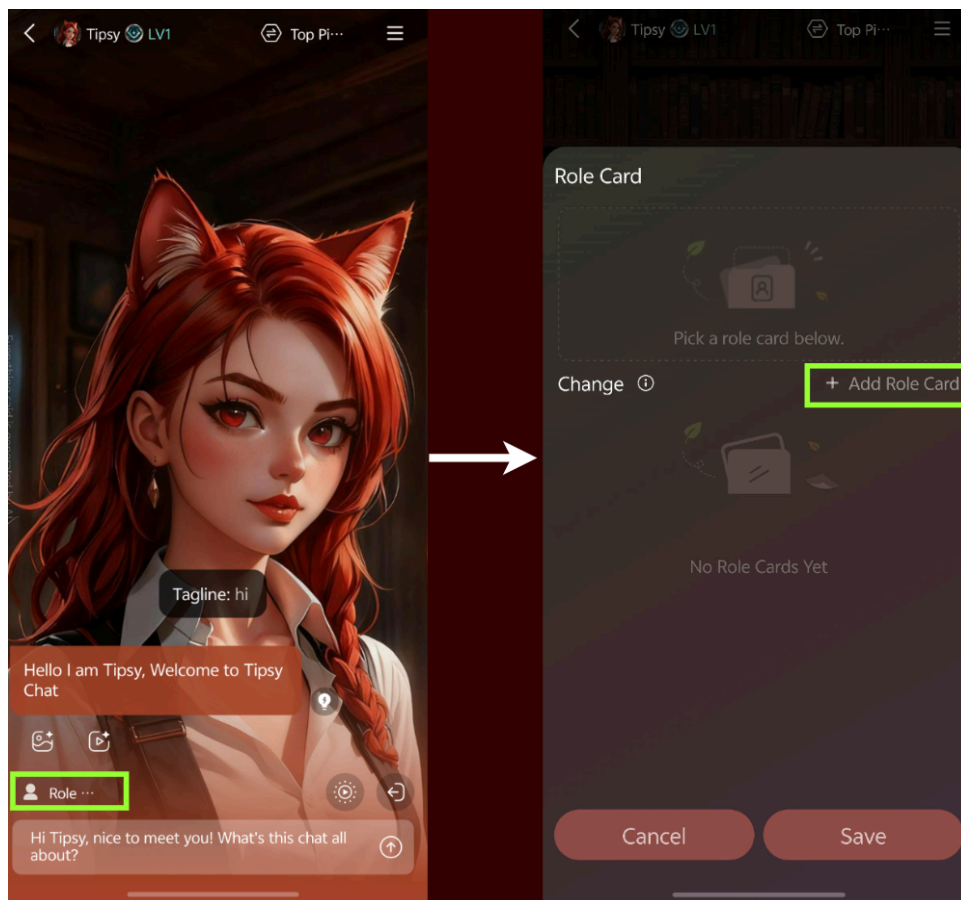 Tipsy LV1
Top Pi···
Tagline: hi
Hello I am Tipsy, Welcome to Tipsy
Chat
Role ···
Hi Tipsy, nice to meet you! What's this chat all
about?
Tipsy LV1
Top Pi···
Role Card
Pick a role card below.
Change
+ Add Role Card
No Role Cards Yet
Cancel
Save